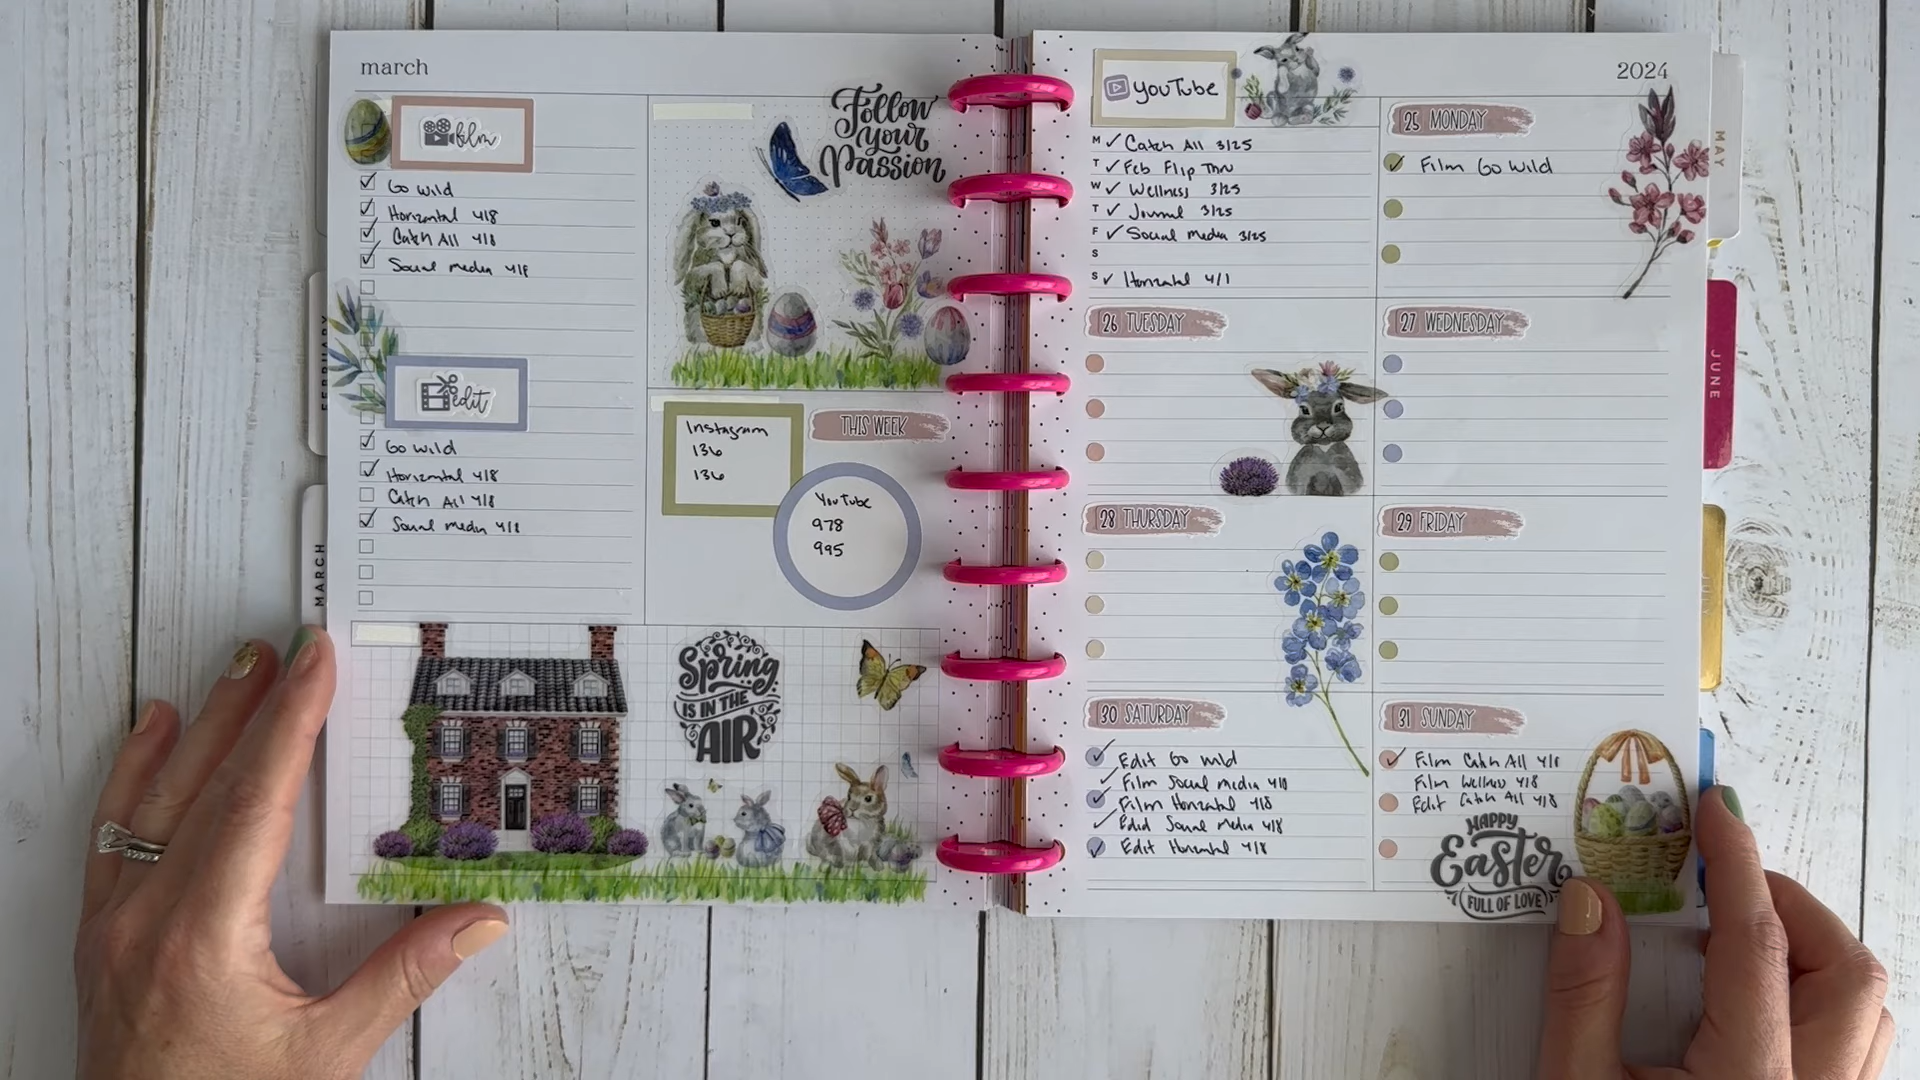 march
film
Go Wild
Horizontal 4/8
Catch All 4/8
Social media 4/8
edit
Go Wild
Horizontal 4/8
Catch All 4/8
Social media 4/8
Follow
your
Passion
Instagram
136
136
THIS WEEK
YouTube
978
995
Spring
IS IN THE
AIR
FEBRUARY
MARCH
YouTube
M ✓ Catch All 3/25
T ✓ Feb Flip Thru
W ✓ Wellness 3/25
T ✓ Journal 3/25
F ✓ Social media 3/25
S
S ✓ Horizontal 4/1
2024
25 MONDAY
Film Go Wild
26 TUESDAY
27 WEDNESDAY
28 THURSDAY
29 FRIDAY
30 SATURDAY
Edit Go Wild
Film Social media 4/8
Film Horizontal 4/8
Edid Social media 4/8
Edit Horizontal 4/8
31 SUNDAY
Film Catch All 4/8
Film Wellness 4/8
Edit Catch All 4/8
HAPPY
Easter
FULL OF LOVE
MAY
JUNE